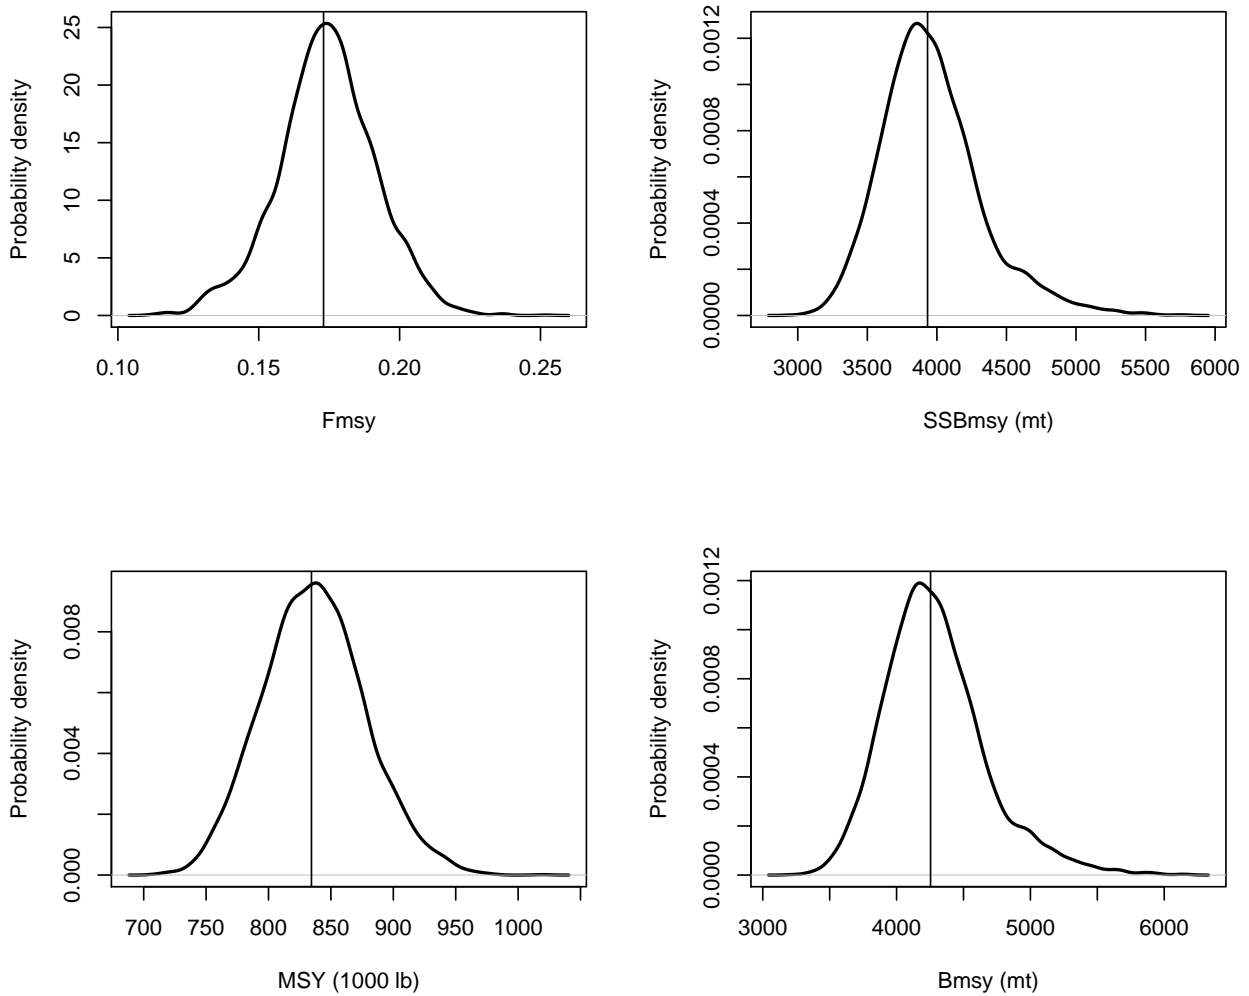 Probability density
25
20
15
10
5
0
0.10 0.15 0.20 0.25
Fmsy
Probability density
0.0012
0.0008
0.0004
0.0000
3000 3500 4000 4500 5000 5500 6000
SSBmsy (mt)
Probability density
0.008
0.004
0.000
700 750 800 850 900 950 1000
MSY (1000 lb)
Probability density
0.0012
0.0008
0.0004
0.0000
3000 4000 5000 6000
Bmsy (mt)